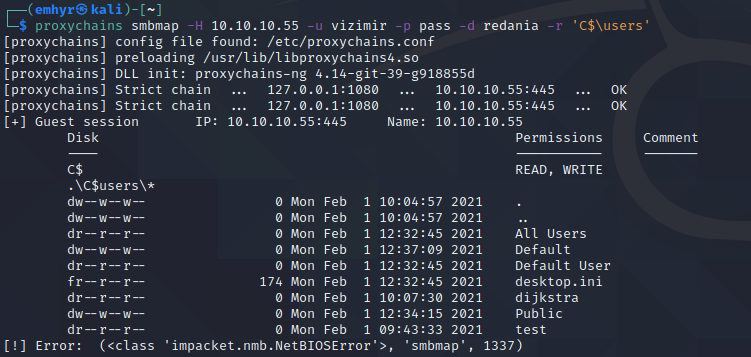 (emhyr㉿kali)-[~]
$ proxychains smbmap -H 10.10.10.55 -u vizimir -p pass -d redania -r 'C$\users'
[proxychains] config file found: /etc/proxychains.conf
[proxychains] preloading /usr/lib/libproxychains4.so
[proxychains] DLL init: proxychains-ng 4.14-git-39-g918855d
[proxychains] Strict chain ... 127.0.0.1:1080 ... 10.10.10.55:445 ... OK
[proxychains] Strict chain ... 127.0.0.1:1080 ... 10.10.10.55:445 ... OK
[+] Guest session IP: 10.10.10.55:445 Name: 10.10.10.55
Disk Permissions Comment
---- ----------- -------
C$ READ, WRITE
.\C$users\*
dw--w--w-- 0 Mon Feb 1 10:04:57 2021 .
dw--w--w-- 0 Mon Feb 1 10:04:57 2021 ..
dr--r--r-- 0 Mon Feb 1 12:32:45 2021 All Users
dw--w--w-- 0 Mon Feb 1 12:37:09 2021 Default
dr--r--r-- 0 Mon Feb 1 12:32:45 2021 Default User
fr--r--r-- 174 Mon Feb 1 12:32:45 2021 desktop.ini
dr--r--r-- 0 Mon Feb 1 10:07:30 2021 dijkstra
dw--w--w-- 0 Mon Feb 1 12:34:15 2021 Public
dr--r--r-- 0 Mon Feb 1 09:43:33 2021 test
[!] Error: (<class 'impacket.nmb.NetBIOSError'>, 'smbmap', 1337)